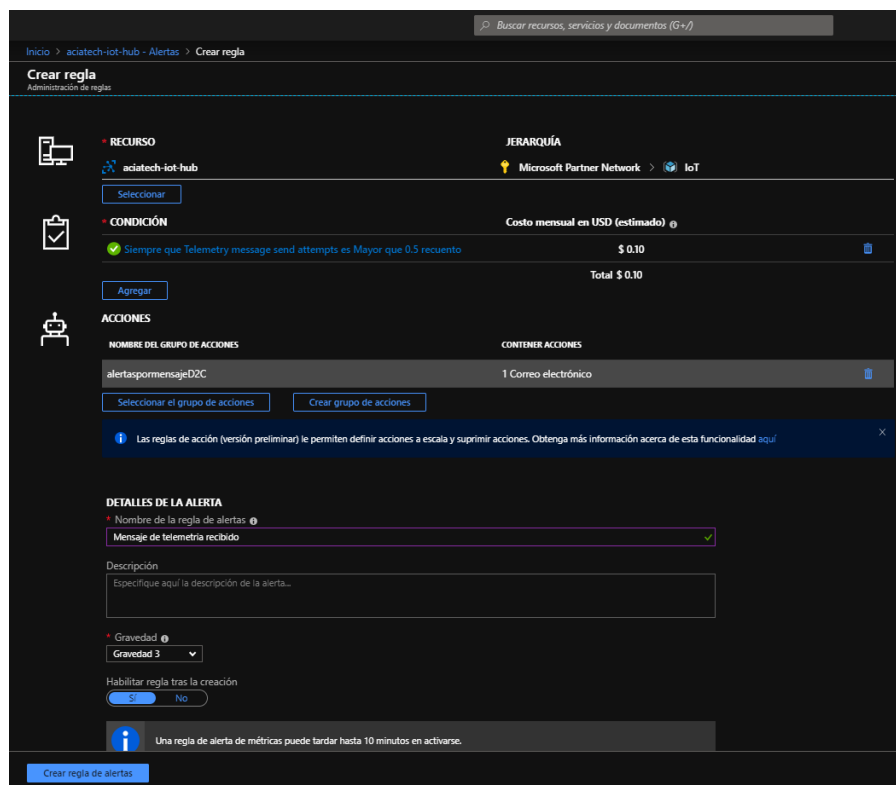 Buscar recursos, servicios y documentos (G+/)
Inicio > aciatech-iot-hub - Alertas > Crear regla
Crear regla
Administración de reglas
* RECURSO JERARQUÍA
aciatech-iot-hub Microsoft Partner Network > IoT
Seleccionar
* CONDICIÓN Costo mensual en USD (estimado)
Siempre que Telemetry message send attempts es Mayor que 0.5 recuento $ 0.10
Total $ 0.10
Agregar
ACCIONES
NOMBRE DEL GRUPO DE ACCIONES CONTENER ACCIONES
alertaspormensajeD2C 1 Correo electrónico
Seleccionar el grupo de acciones Crear grupo de acciones
Las reglas de acción (versión preliminar) le permiten definir acciones a escala y suprimir acciones. Obtenga más información acerca de esta funcionalidad aquí
DETALLES DE LA ALERTA
* Nombre de la regla de alertas
Mensaje de telemetria recibido
Descripción
Especifique aquí la descripción de la alerta...
* Gravedad
Gravedad 3
Habilitar regla tras la creación
Sí No
Una regla de alerta de métricas puede tardar hasta 10 minutos en activarse.
Crear regla de alertas